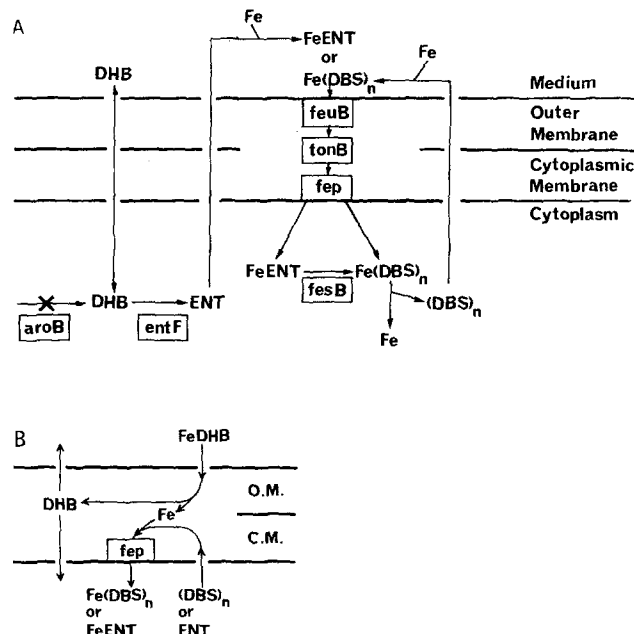 A
Fe
FeENT
or
Fe(DBS)n
Fe
DHB
Medium
feuB
Outer
Membrane
tonB
Cytoplasmic
Membrane
fep
Cytoplasm
FeENT
Fe(DBS)n
fesB
(DBS)n
Fe
DHB
ENT
aroB
entF
B
FeDHB
O.M.
DHB
Fe
C.M.
fep
Fe(DBS)n
or
FeENT
(DBS)n
or
ENT